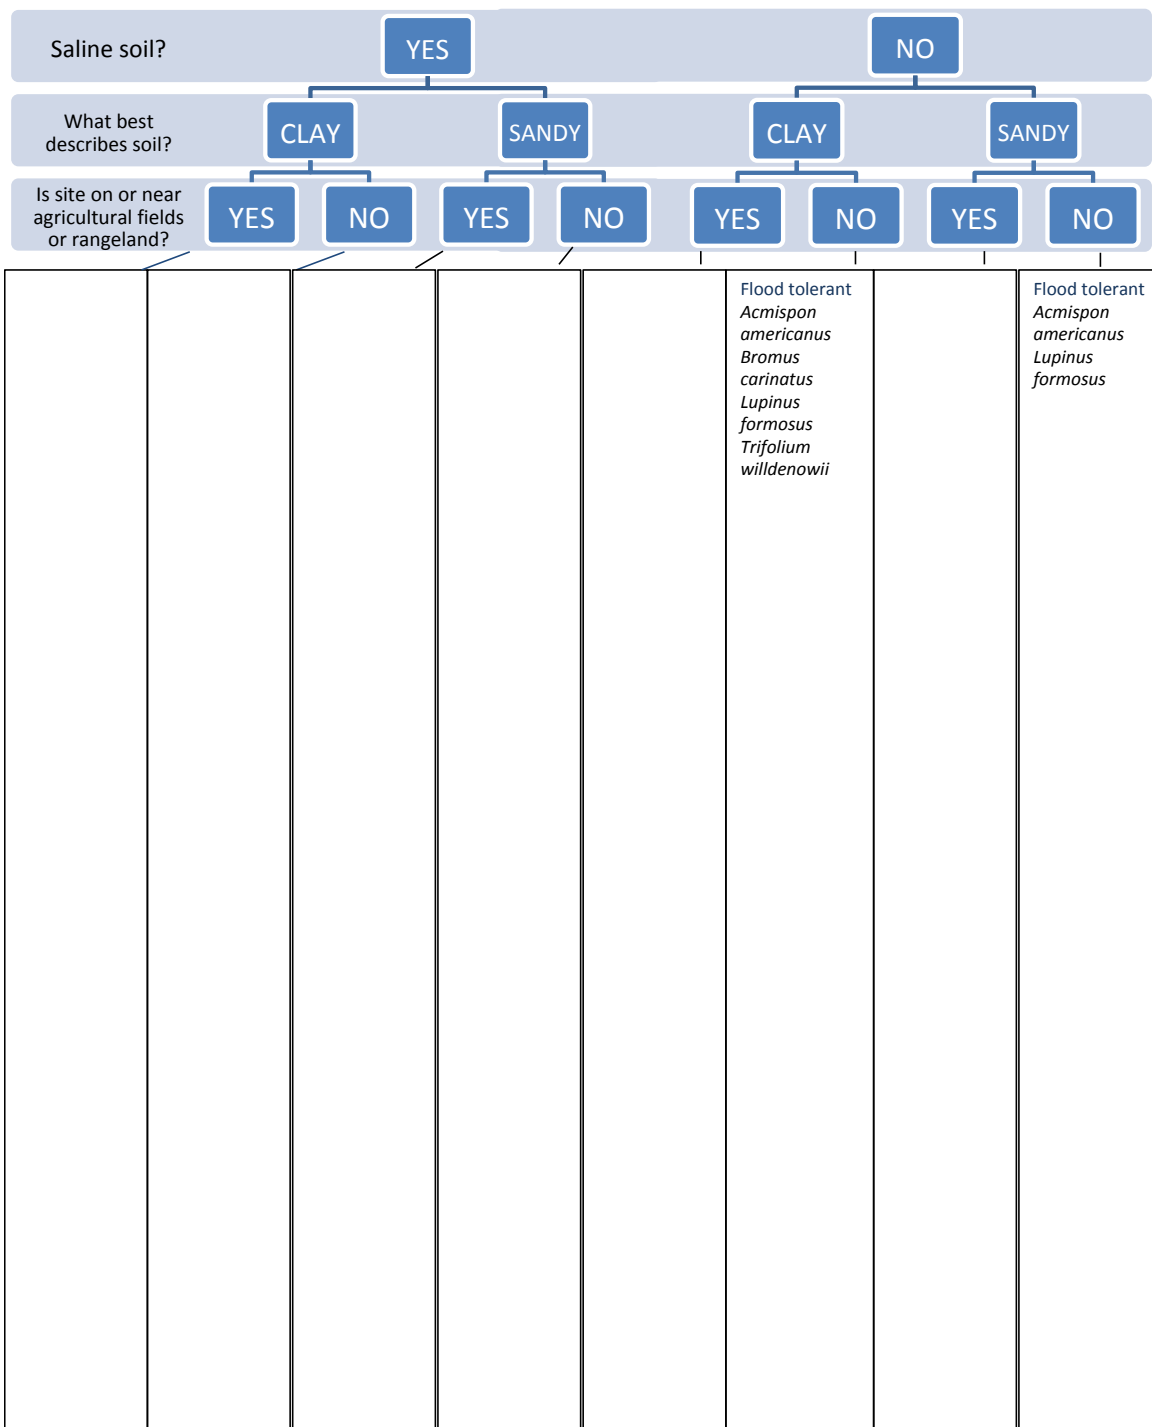 Saline soil?
YES
NO
What best
describes soil?
CLAY
SANDY
CLAY
SANDY
Is site on or near
agricultural fields
or rangeland?
YES
NO
YES
NO
YES
NO
YES
NO
Flood tolerant
Acmispon
americanus
Bromus
carinatus
Lupinus
formosus
Trifolium
willdenowii
Flood tolerant
Acmispon
americanus
Lupinus
formosus